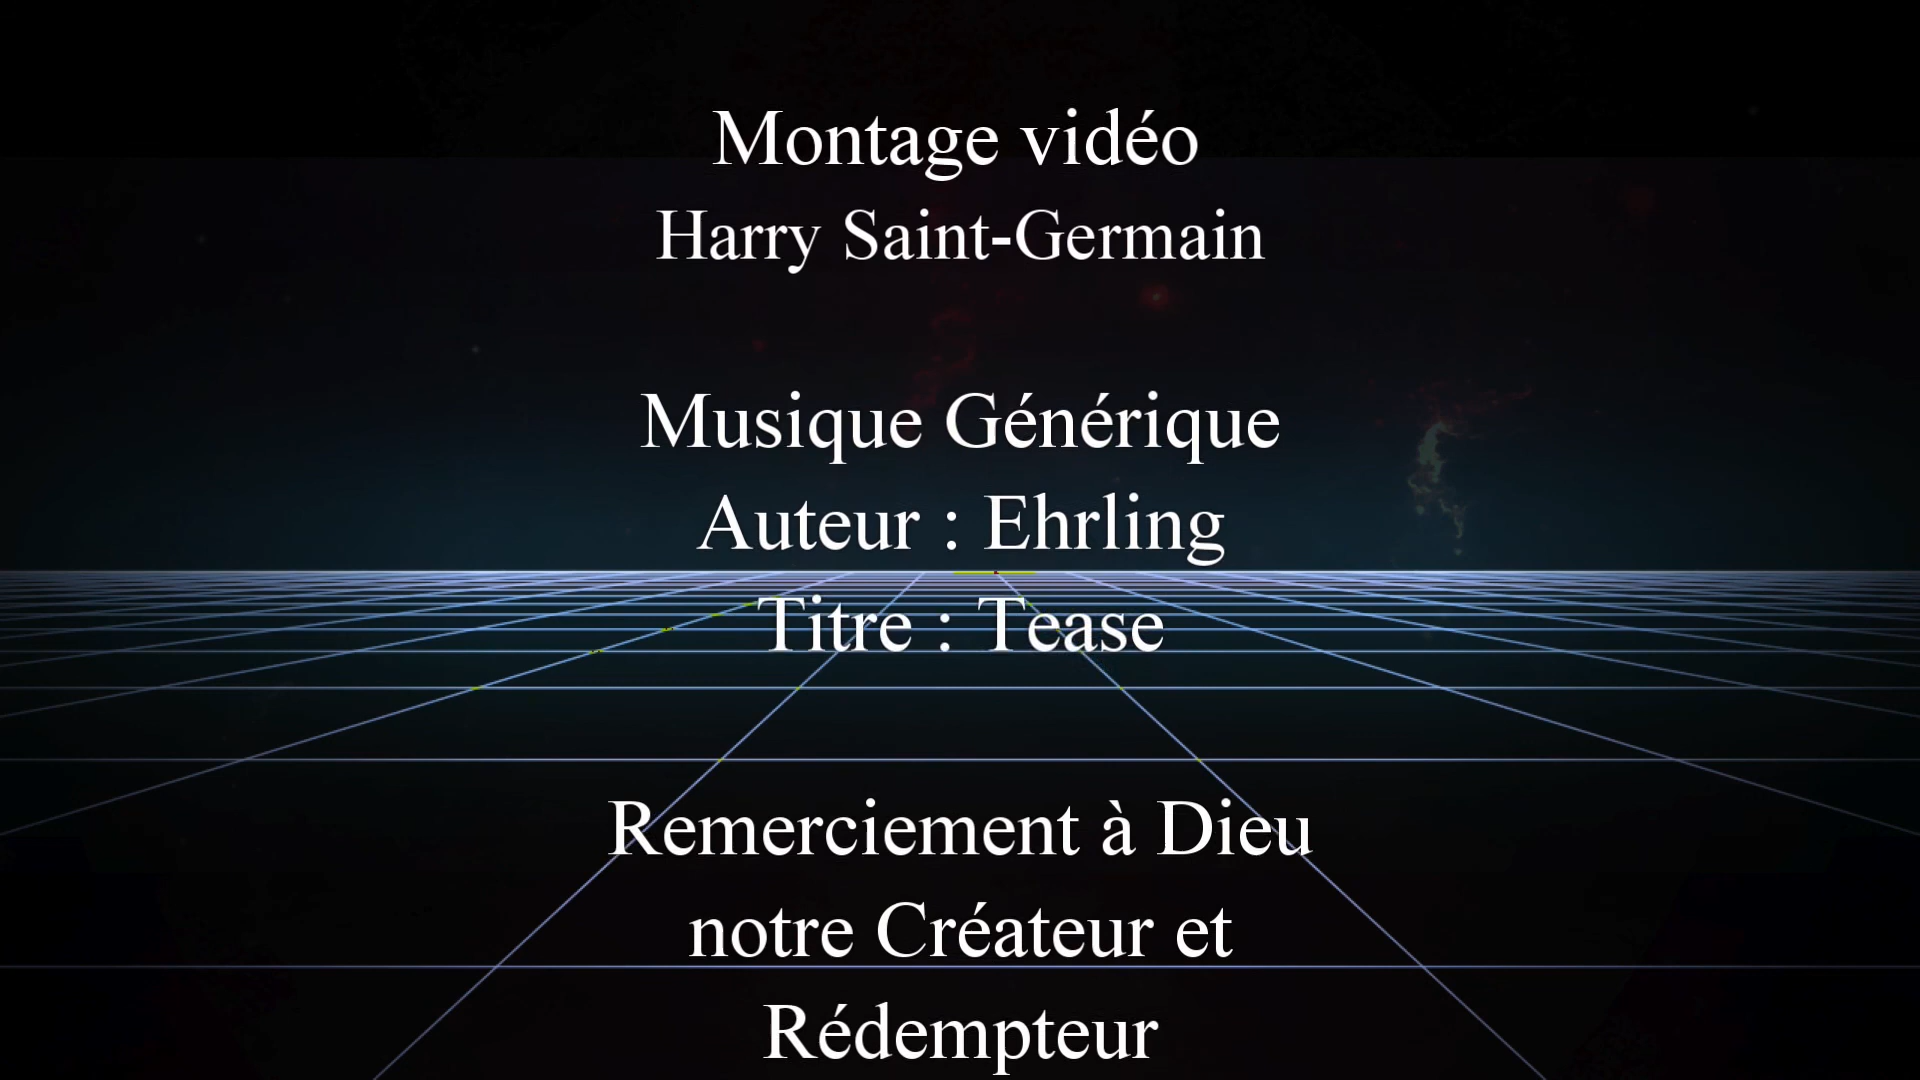 Montage vidéo
Harry Saint-Germain
Musique Générique
Auteur : Ehrling
Titre : Tease
Remerciement à Dieu
notre Créateur et
Rédempteur